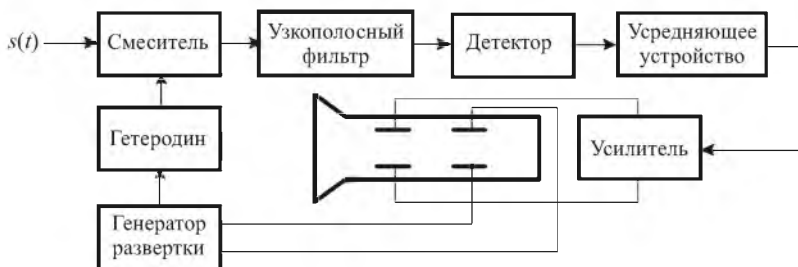 s(t)
Смеситель
Узкополосный
фильтр
Детектор
Усредняющее
устройство
Гетеродин
Усилитель
Генератор
развертки